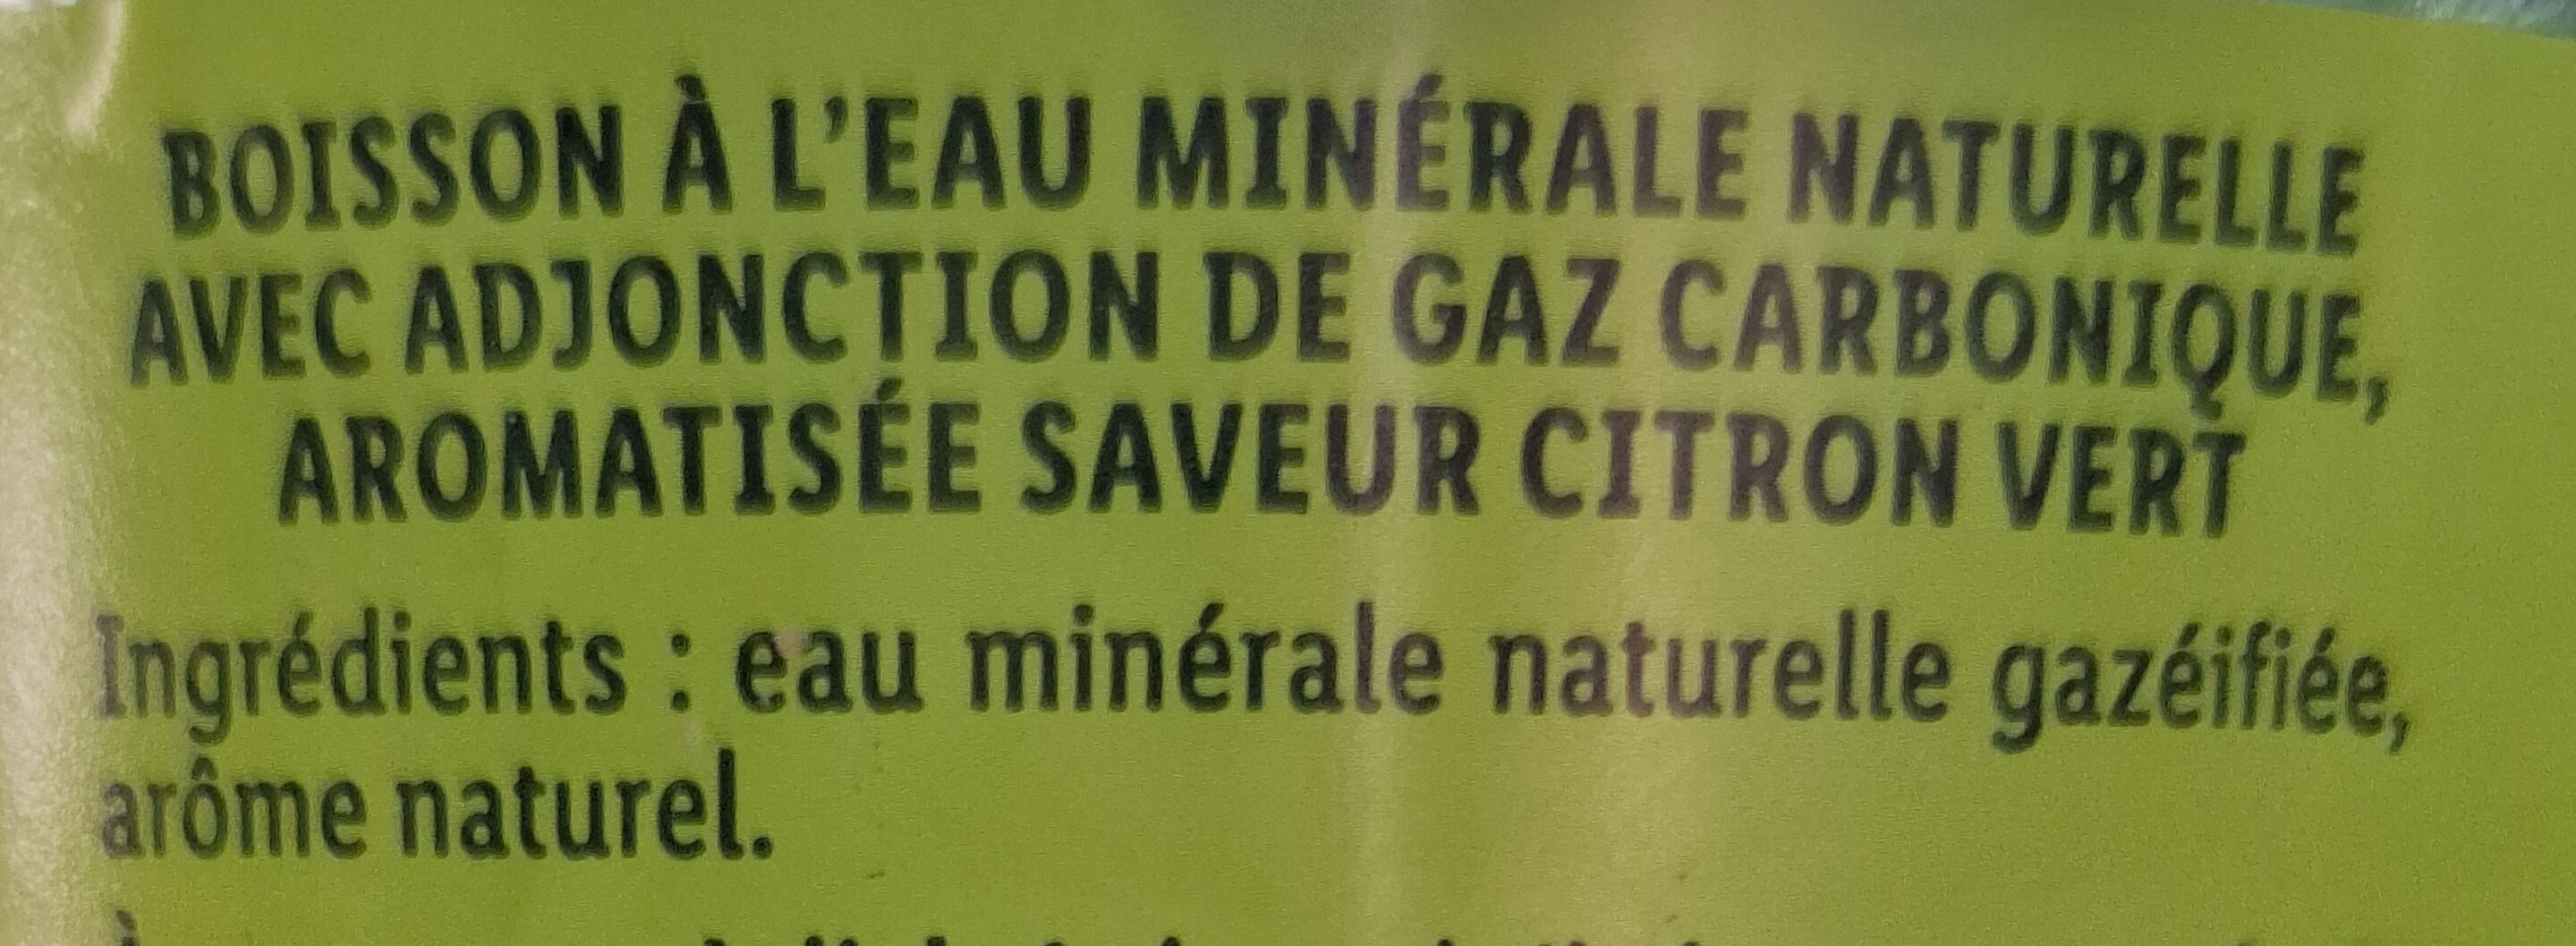 BOISSON À L'EAU MINÉRALE NATURELLE
AVEC ADJONCTION DE GAZ CARBONIQUE,
AROMATISÉE SAVEUR CITRON VERT
Ingrédients : eau minérale naturelle gazéifiée,
arôme naturel.